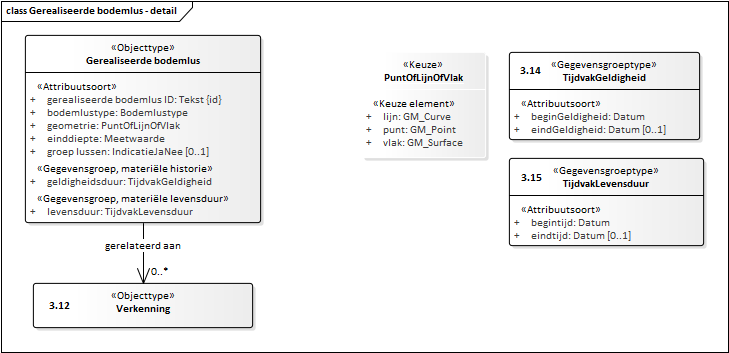 class Gerealiseerde bodemlus - detail
«Objecttype»
Gerealiseerde bodemlus
«Attribuutsoort»
+ gerealiseerde bodemlus ID: Tekst {id}
+ bodemlustype: Bodemlustype
+ geometrie: PuntOfLijnOfVlak
+ einddiepte: Meetwaarde
+ groep lussen: IndicatieJaNee [0..1]
«Gegevensgroep, materiële historie»
+ geldigheidsduur: TijdvakGeldigheid
«Gegevensgroep, materiële levensduur»
+ levensduur: TijdvakLevensduur
gerelateerd aan
0..*
3.12
«Objecttype»
Verkenning
«Keuze»
PuntOfLijnOfVlak
«Keuze element»
+ lijn: GM_Curve
+ punt: GM_Point
+ vlak: GM_Surface
3.14
«Gegevensgroeptype»
TijdvakGeldigheid
«Attribuutsoort»
+ beginGeldigheid: Datum
+ eindGeldigheid: Datum [0..1]
3.15
«Gegevensgroeptype»
TijdvakLevensduur
«Attribuutsoort»
+ begintijd: Datum
+ eindtijd: Datum [0..1]